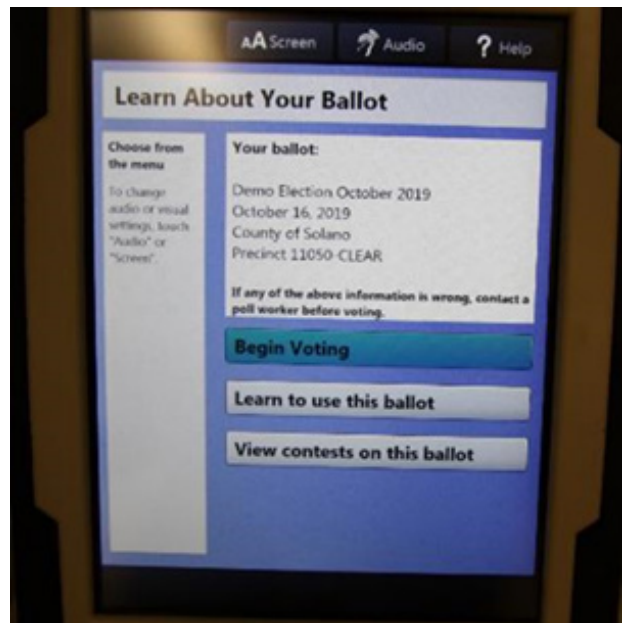 AA Screen
Audio
? Help
Learn About Your Ballot
Choose from
the menu
To change
audio or visual
settings, touch
"Audio" or
"Screen".
Your ballot:
Demo Election October 2019
October 16, 2019
County of Solano
Precinct 11050-CLEAR
If any of the above information is wrong, contact a
poll worker before voting.
Begin Voting
Learn to use this ballot
View contests on this ballot